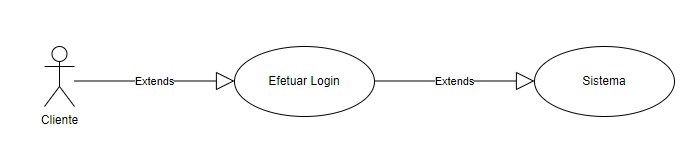 Extends
Efetuar Login
Extends
Sistema
Cliente